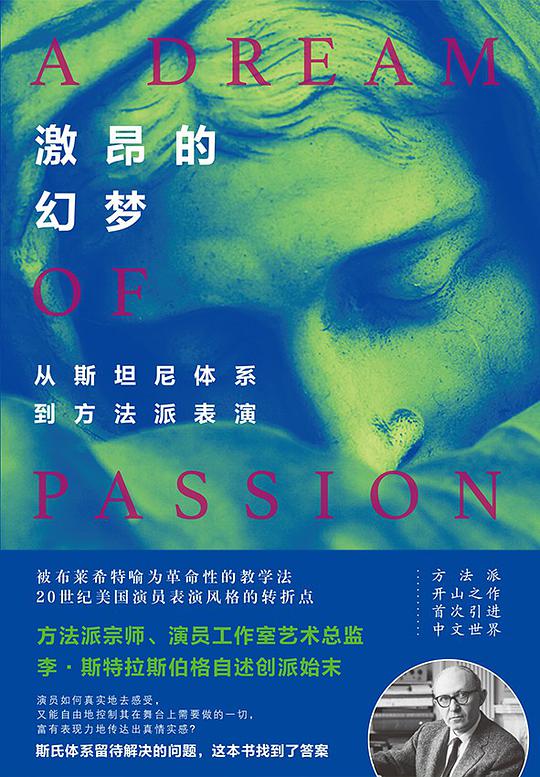 A DREAM
激昂的
幻梦
OF
从斯坦尼体系
到方法派表演
PASSION
被布莱希特喻为革命性的教学法
20世纪美国演员表演风格的转折点
方法派宗师、演员工作室艺术总监
李·斯特拉斯伯格自述创派始末
演员如何真实地去感受，
又能自由地控制其在舞台上需要做的一切，
富有表现力地传达出真情实感？
斯氏体系留待解决的问题，这本书找到了答案
方法派
开山之作
首次引进
中文世界